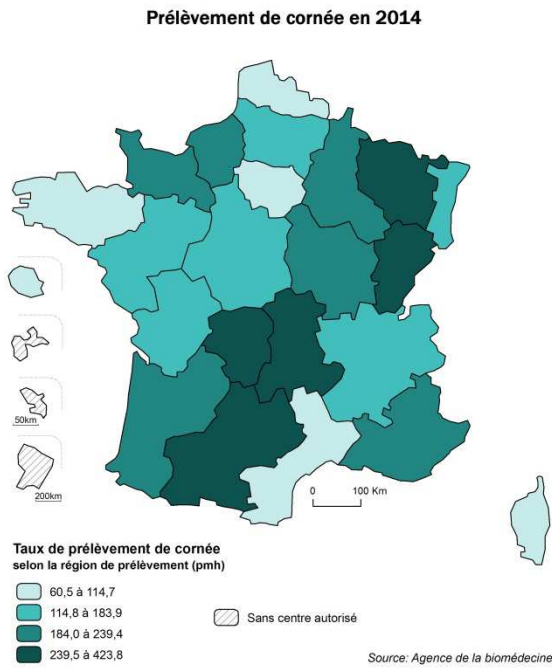 Prélèvement de cornée en 2014
50km
200km
0 100 Km
Taux de prélèvement de cornée
selon la région de prélèvement (pmh)
60,5 à 114,7
114,8 à 183,9
184,0 à 239,4
239,5 à 423,8
Sans centre autorisé
Source: Agence de la biomédecine